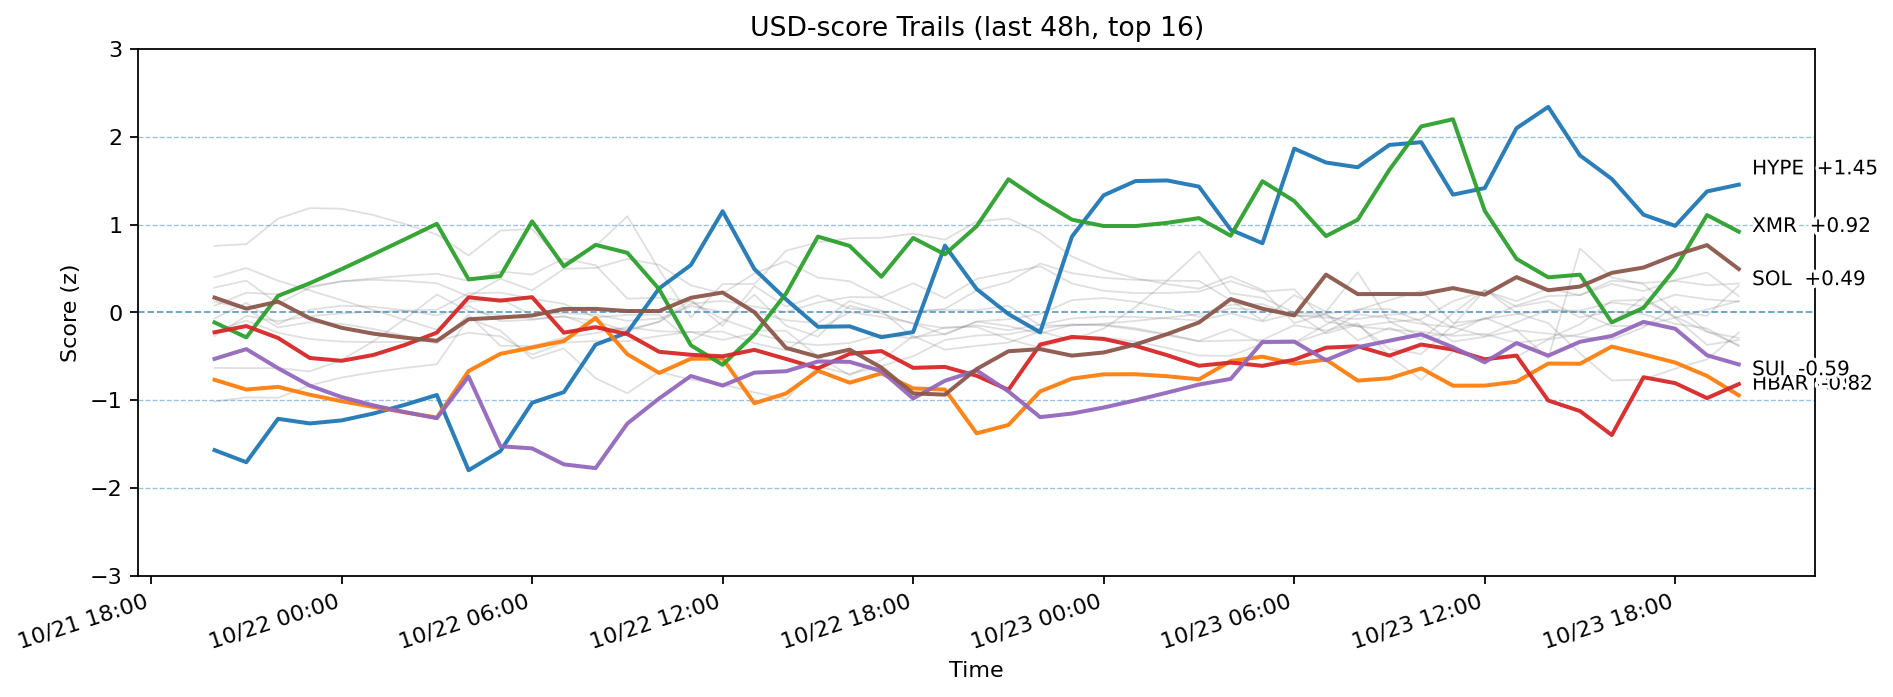 USD-score Trails (last 48h, top 16)
Score (z)
3
2
1
0
−1
−2
−3
HYPE +1.45
XMR +0.92
SOL +0.49
SUI -0.59
HBAR -0.82
10/21 18:00
10/22 00:00
10/22 06:00
10/22 12:00
10/22 18:00
10/23 00:00
10/23 06:00
10/23 12:00
10/23 18:00
Time